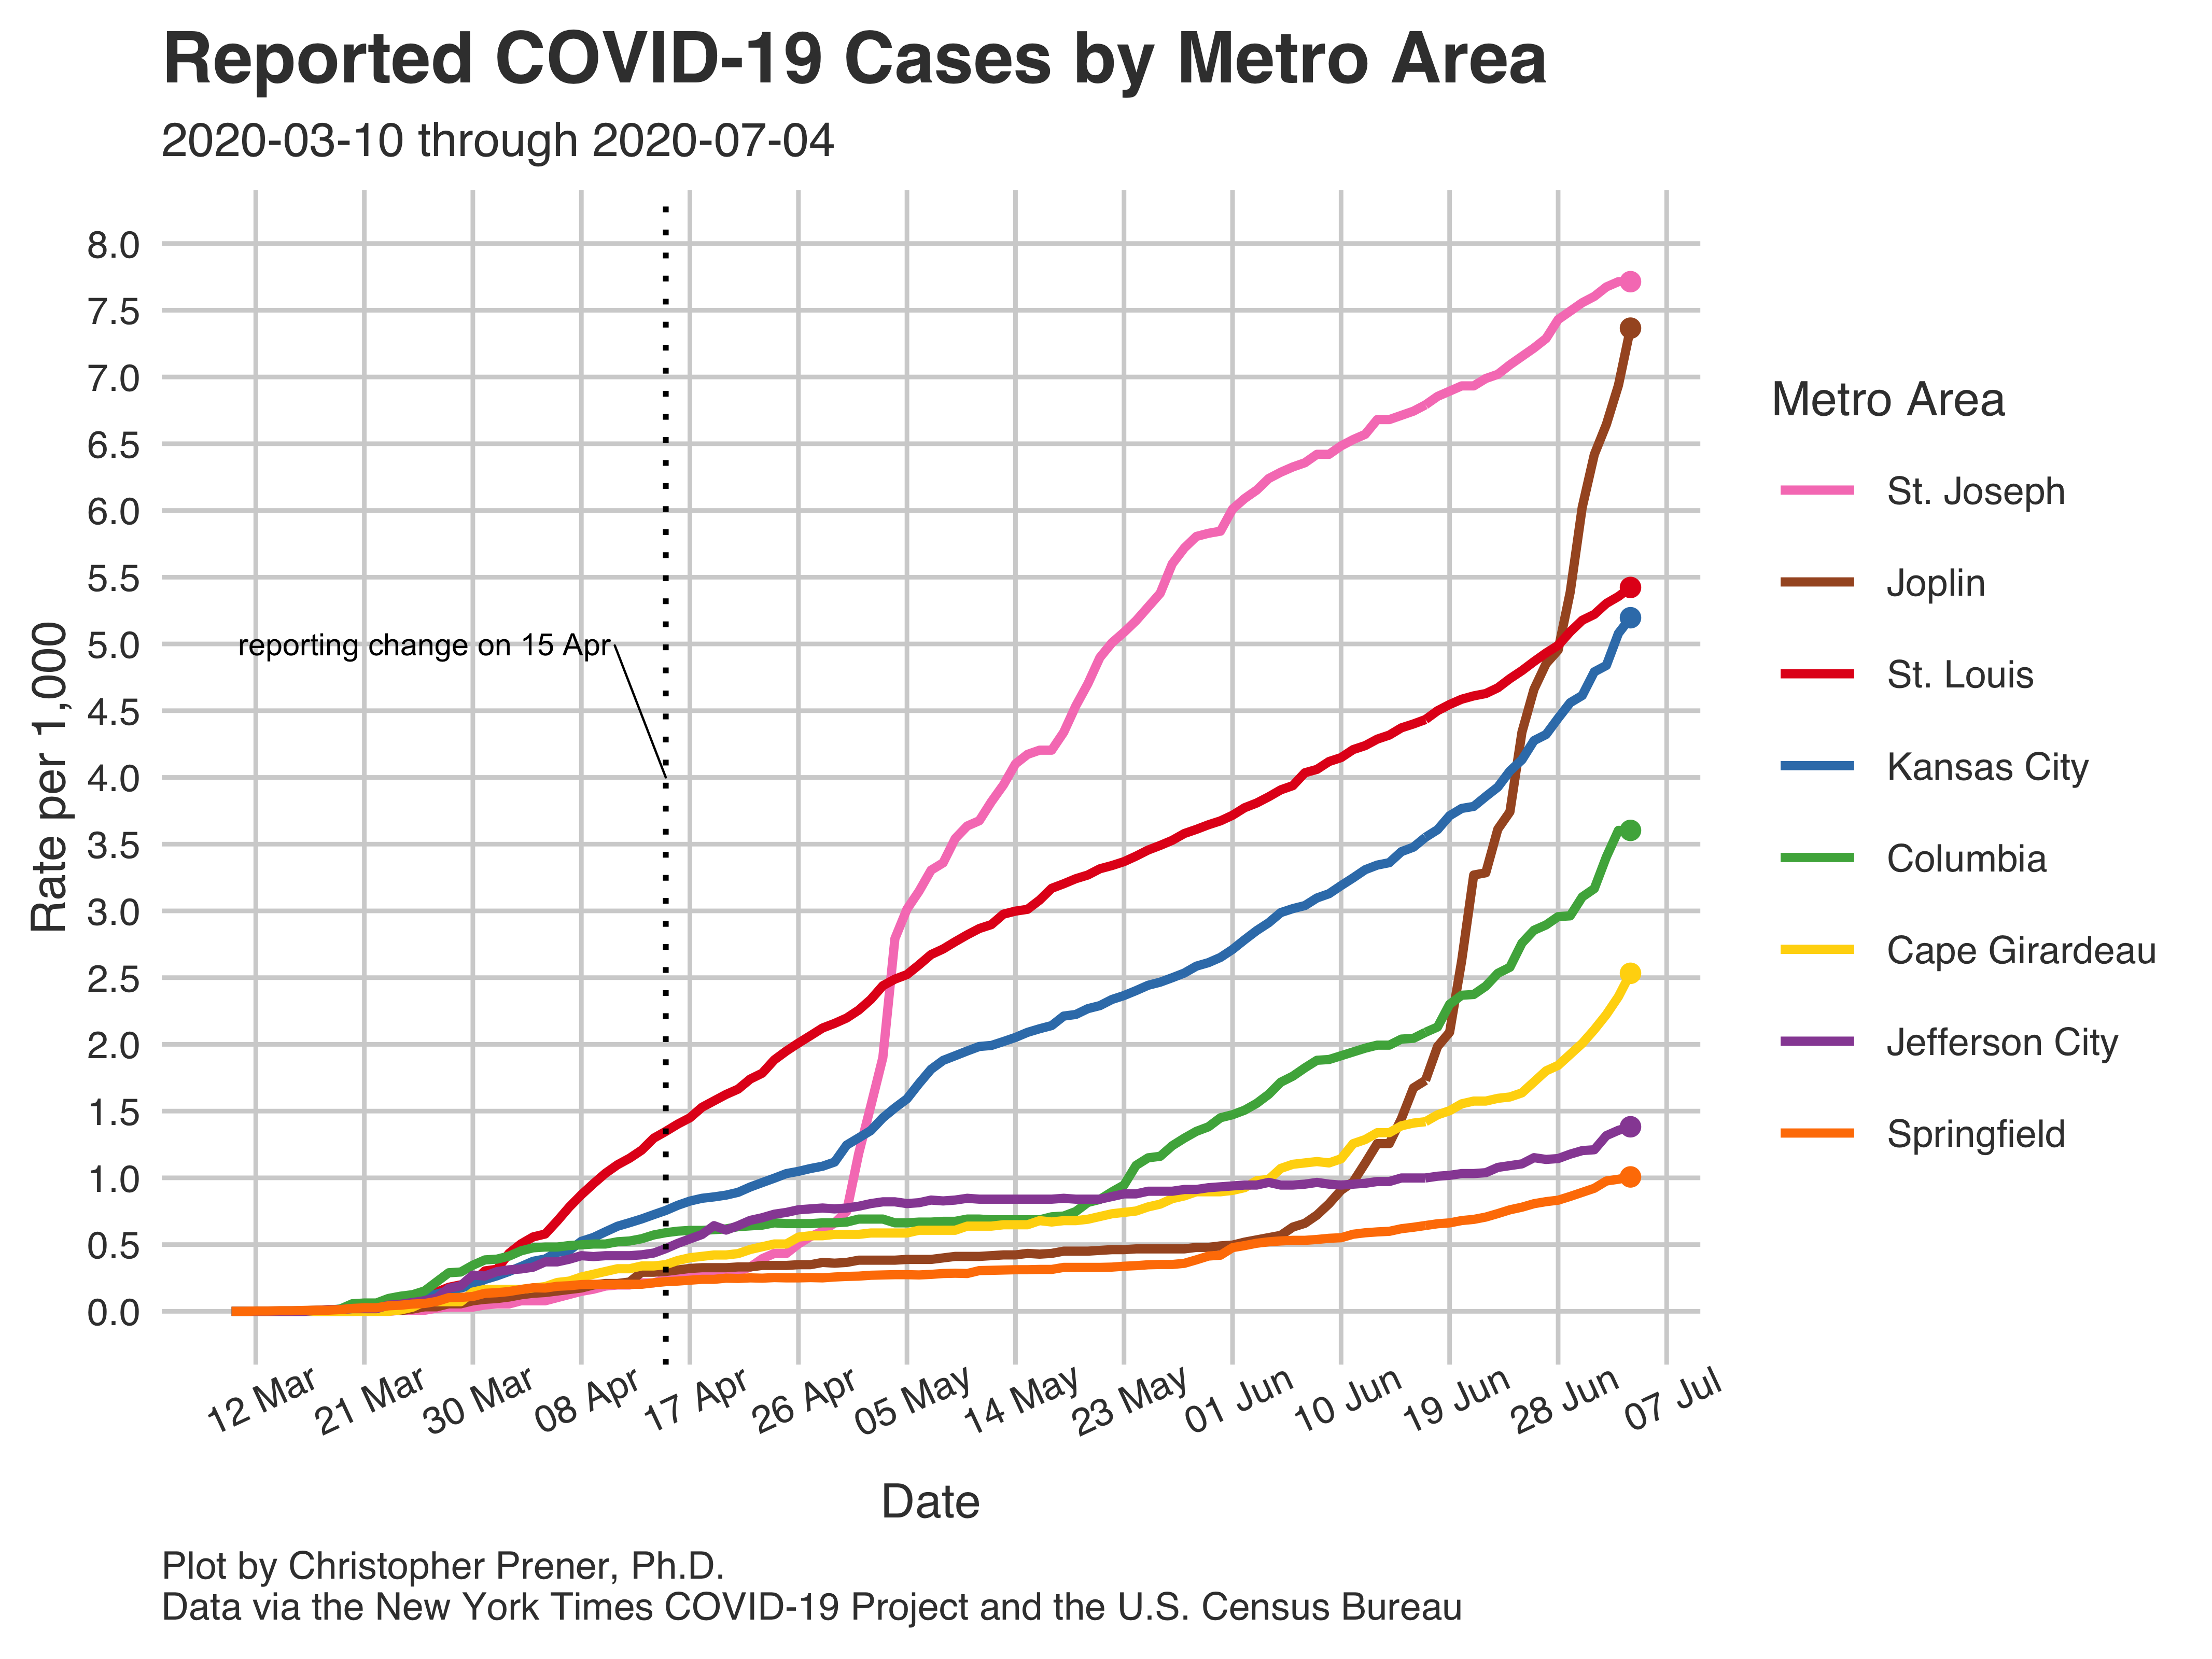 Reported COVID-19 Cases by Metro Area
2020-03-10 through 2020-07-04
8.0
7.5
7.0
6.5
6.0
5.5
5.0
4.5
4.0
3.5
3.0
2.5
2.0
1.5
1.0
0.5
0.0
Rate per 1,000
reporting change on 15 Apr
12 Mar
21 Mar
30 Mar
08 Apr
17 Apr
26 Apr
05 May
14 May
23 May
01 Jun
10 Jun
19 Jun
28 Jun
07 Jul
Date
Metro Area
St. Joseph
Joplin
St. Louis
Kansas City
Columbia
Cape Girardeau
Jefferson City
Springfield
Plot by Christopher Prener, Ph.D.
Data via the New York Times COVID-19 Project and the U.S. Census Bureau